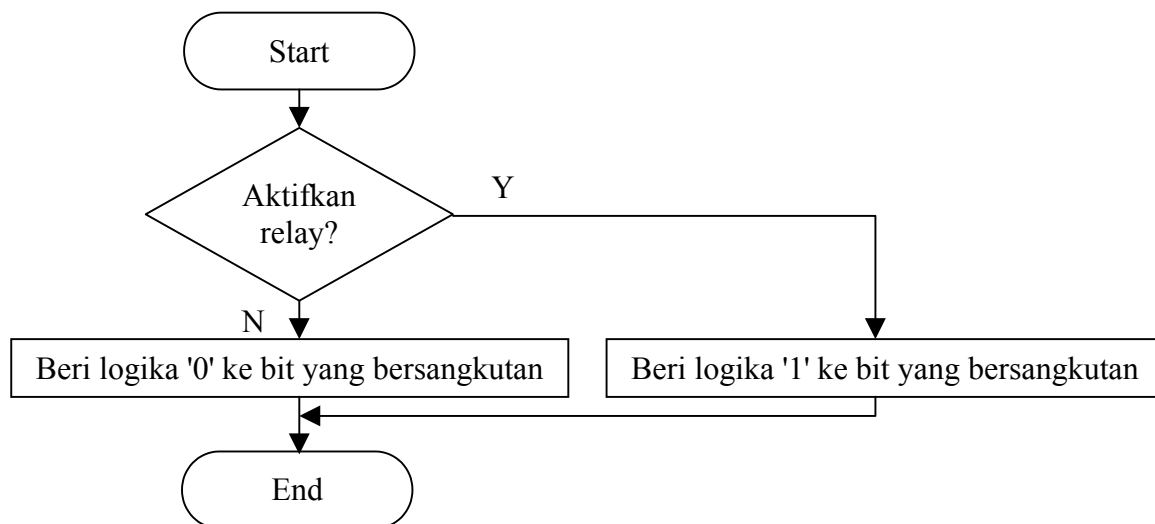 Start
Aktifkan
relay?
Y
N
Beri logika '0' ke bit yang bersangkutan
Beri logika '1' ke bit yang bersangkutan
End